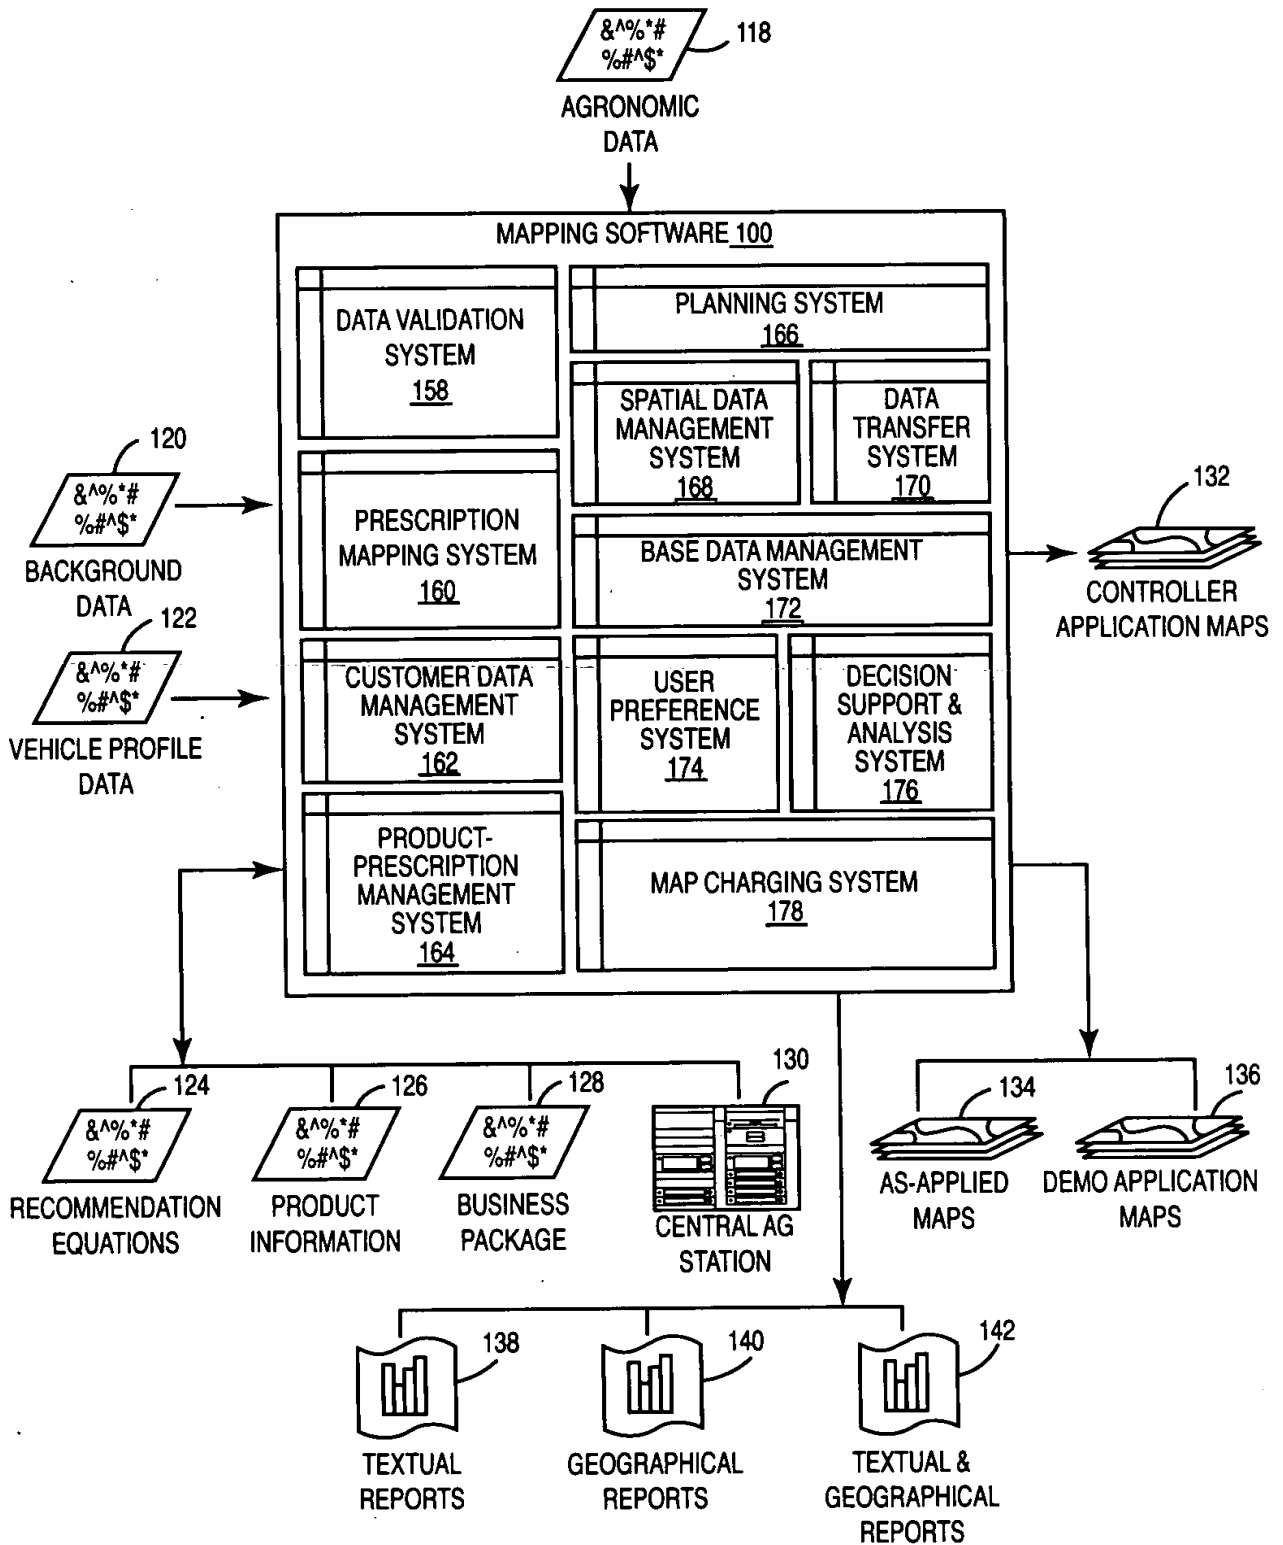 &^%*#
%#^$*
118
AGRONOMIC
DATA
MAPPING SOFTWARE 100
DATA VALIDATION
SYSTEM
158
PLANNING SYSTEM
166
SPATIAL DATA
MANAGEMENT
SYSTEM
168
DATA
TRANSFER
SYSTEM
170
120
&^%*#
%#^$*
BACKGROUND
DATA
PRESCRIPTION
MAPPING SYSTEM
160
BASE DATA MANAGEMENT
SYSTEM
172
132
CONTROLLER
APPLICATION MAPS
122
&^%*#
%#^$*
VEHICLE PROFILE
DATA
CUSTOMER DATA
MANAGEMENT
SYSTEM
162
USER
PREFERENCE
SYSTEM
174
DECISION
SUPPORT &
ANALYSIS
SYSTEM
176
PRODUCT-
PRESCRIPTION
MANAGEMENT
SYSTEM
164
MAP CHARGING SYSTEM
178
124
&^%*#
%#^$*
RECOMMENDATION
EQUATIONS
126
&^%*#
%#^$*
PRODUCT
INFORMATION
128
&^%*#
%#^$*
BUSINESS
PACKAGE
130
CENTRAL AG
STATION
134
AS-APPLIED
MAPS
136
DEMO APPLICATION
MAPS
138
TEXTUAL
REPORTS
140
GEOGRAPHICAL
REPORTS
142
TEXTUAL &
GEOGRAPHICAL
REPORTS